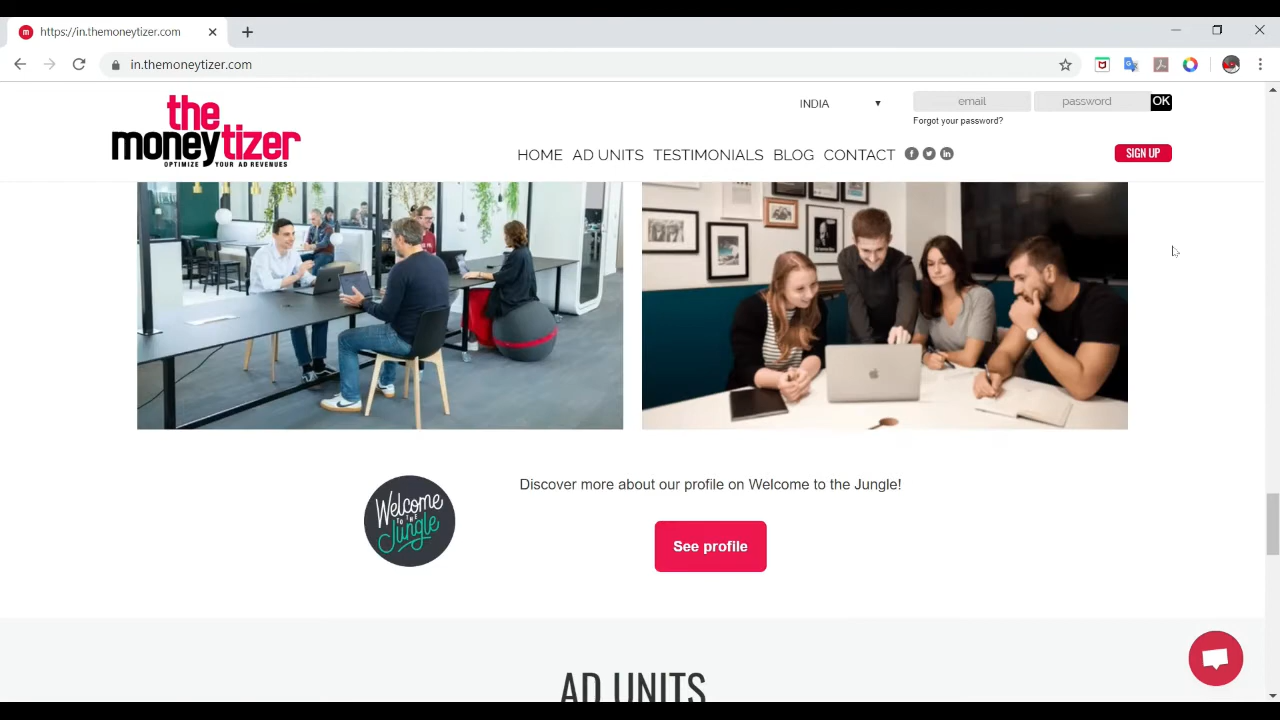 https://in.themoneytizer.com
in.themoneytizer.com
the
moneytizer
OPTIMIZE YOUR AD REVENUES
INDIA
email
password
OK
Forgot your password?
HOME
AD UNITS
TESTIMONIALS
BLOG
CONTACT
SIGN UP
Welcome
TO THE
Jungle
Discover more about our profile on Welcome to the Jungle!
See profile
AD UNITS